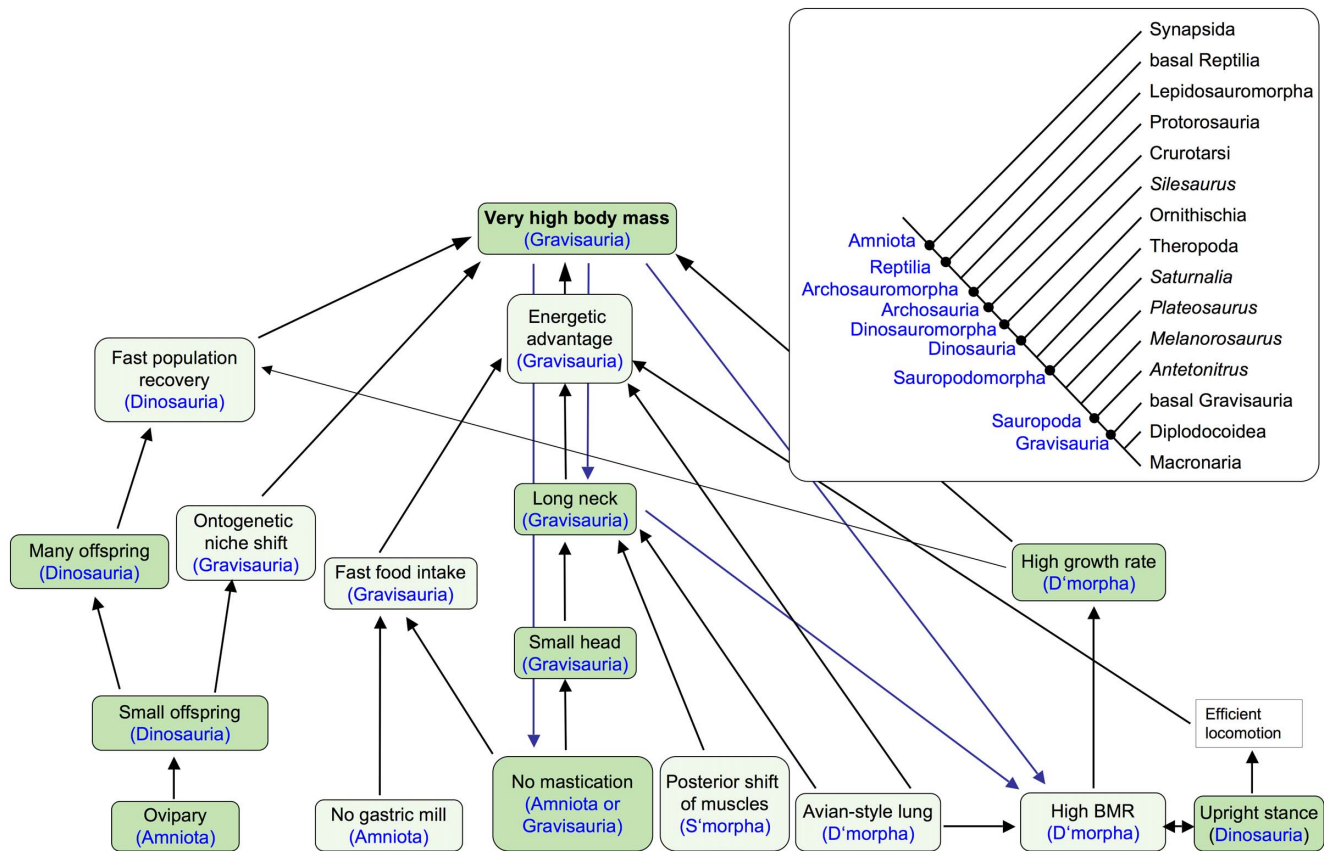 Synapsida
basal Reptilia
Lepidosauromorpha
Protorosauria
Crurotarsi
Silesaurus
Ornithischia
Theropoda
Saturnalia
Plateosaurus
Melanorosaurus
Antetonitrus
basal Gravisauria
Diplodocoidea
Macronaria
Amniota
Reptilia
Archosauromorpha
Archosauria
Dinosauromorpha
Dinosauria
Sauropodomorpha
Sauropoda
Gravisauria
Very high body mass
(Gravisauria)
Energetic
advantage
(Gravisauria)
Fast population
recovery
(Dinosauria)
Long neck
(Gravisauria)
Ontogenetic
niche shift
(Gravisauria)
Many offspring
(Dinosauria)
Fast food intake
(Gravisauria)
High growth rate
(D‘morpha)
Small head
(Gravisauria)
Small offspring
(Dinosauria)
Efficient
locomotion
Ovipary
(Amniota)
No gastric mill
(Amniota)
No mastication
(Amniota or
Gravisauria)
Posterior shift
of muscles
(S‘morpha)
Avian-style lung
(D‘morpha)
High BMR
(D‘morpha)
Upright stance
(Dinosauria)